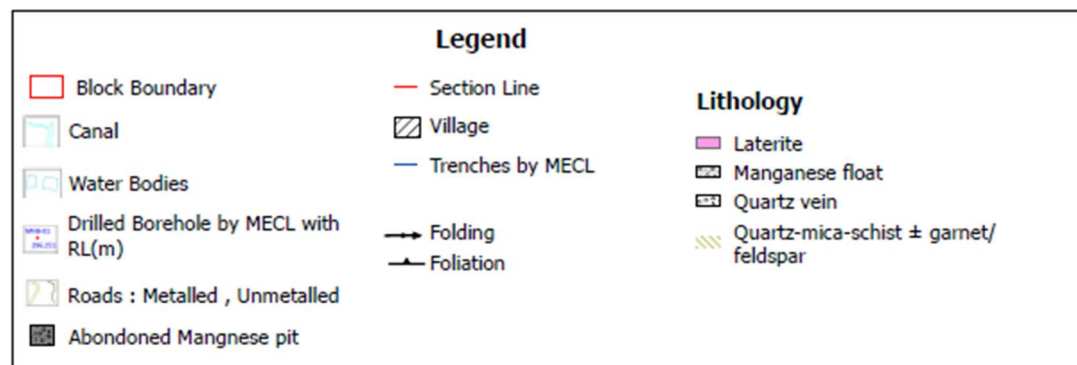 Legend
Block Boundary
Canal
Water Bodies
Drilled Borehole by MECL with
RL(m)
Roads : Metalled , Unmetalled
Abondoned Mangnese pit
Section Line
Village
Trenches by MECL
Folding
Foliation
Lithology
Laterite
Manganese float
Quartz vein
Quartz-mica-schist ± garnet/
feldspar